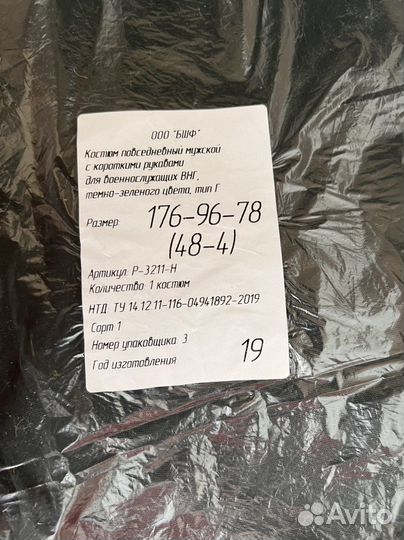 ООО "БШФ"
Костюм повседневный мужской
с короткими рукавами
для военнослужащих ВНГ,
темно-зеленого цвета, тип Г
Размер: 176-96-78
(48-4)
Артикул: Р-3211-Н
Количество: 1 костюм
НТД: ТУ 14.12.11-116-04941892-2019
Сорт 1
Номер упаковщика: 3
Год изготовления 19
Avito